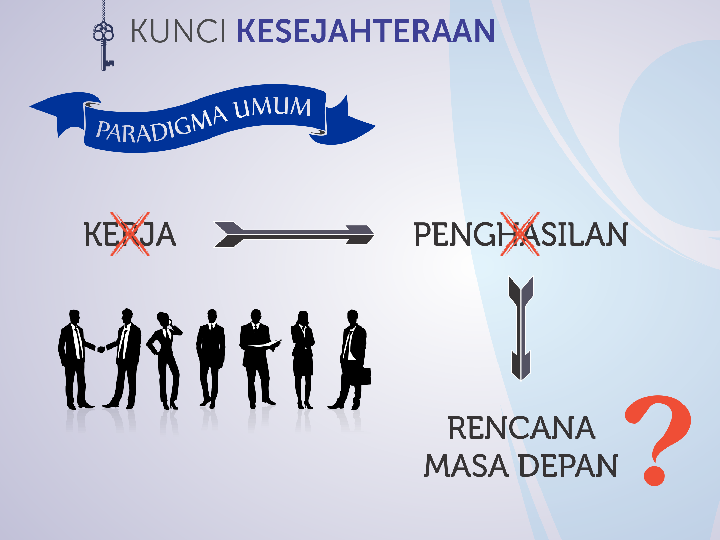 KUNCI KESEJAHTERAAN
PARADIGMA UMUM
KERJA
PENGHASILAN
RENCANA
MASA DEPAN
?